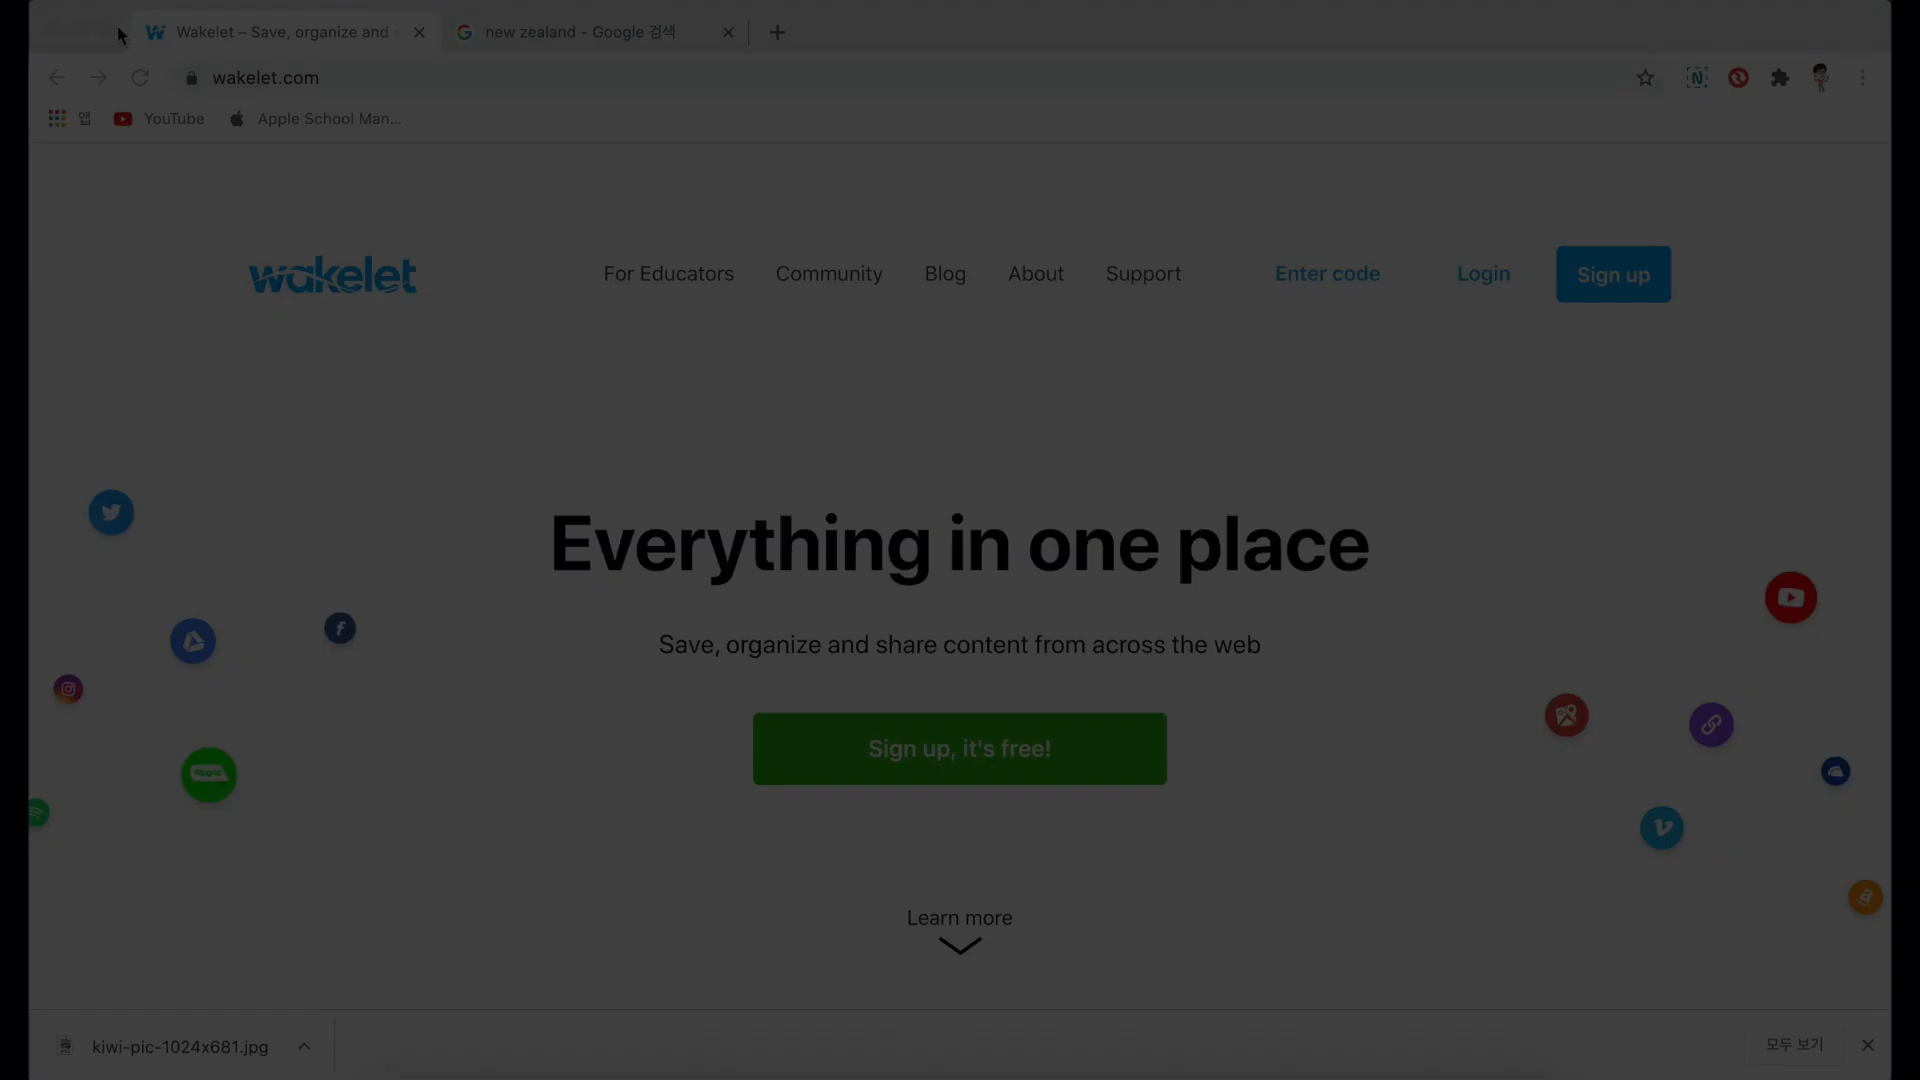 Wakelet – Save, organize and
new zealand - Google 검색
wakelet.com
앱
YouTube
Apple School Man...
wakelet
For Educators
Community
Blog
About
Support
Enter code
Login
Sign up
Everything in one place
Save, organize and share content from across the web
Sign up, it's free!
Learn more
kiwi-pic-1024x681.jpg
모두 보기